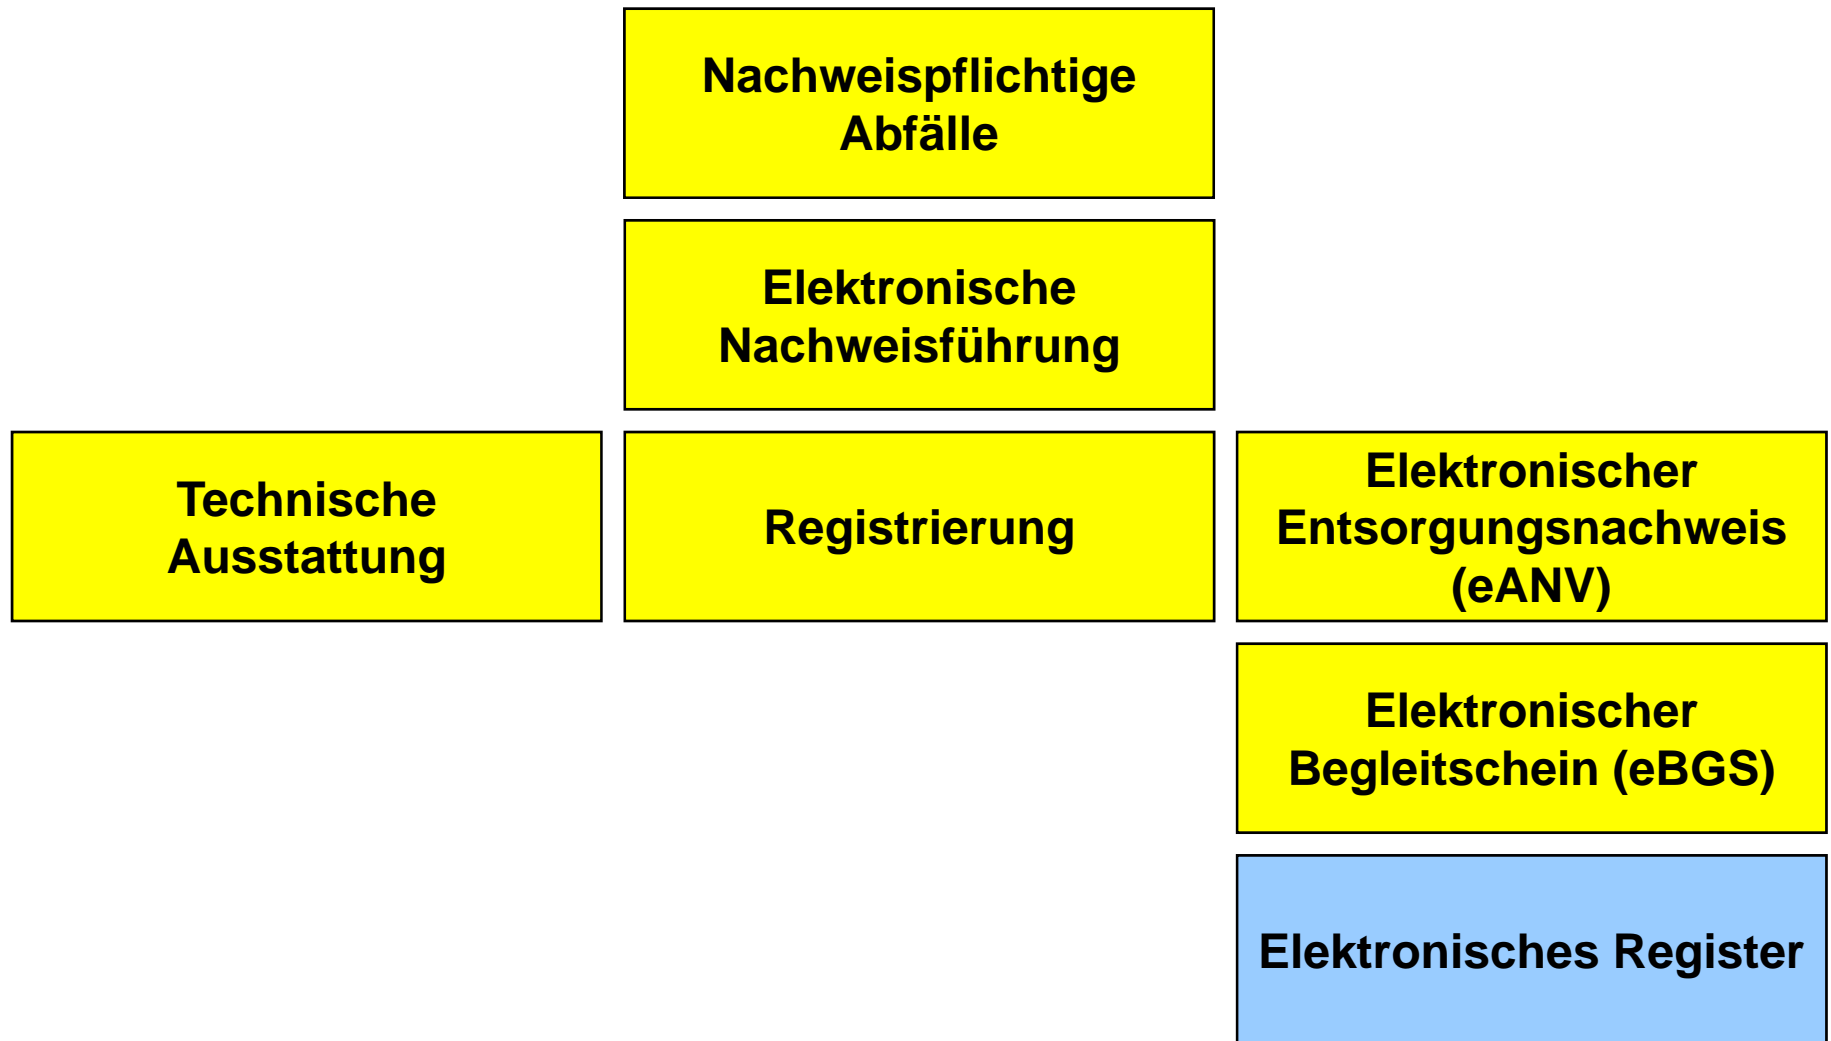 Nachweispflichtige
Abfälle
Elektronische
Nachweisführung
Technische
Ausstattung
Registrierung
Elektronischer
Entsorgungsnachweis
(eANV)
Elektronischer
Begleitschein (eBGS)
Elektronisches Register